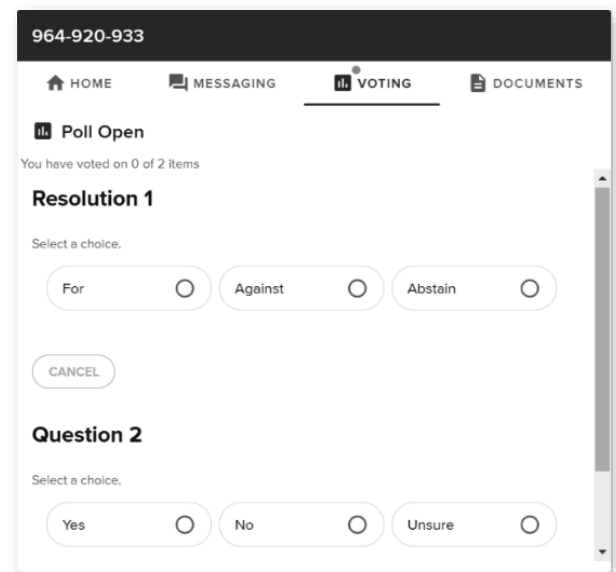 964-920-933
HOME MESSAGING VOTING DOCUMENTS
Poll Open
You have voted on 0 of 2 items
Resolution 1
Select a choice.
For Against Abstain
CANCEL
Question 2
Select a choice.
Yes No Unsure